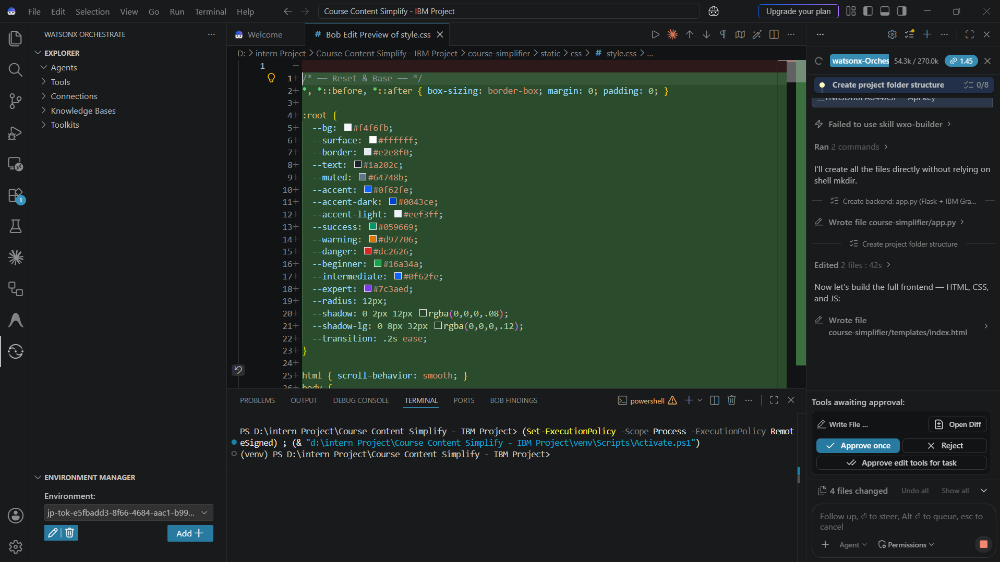 File Edit Selection View Go Run Terminal Help
Course Content Simplify - IBM Project
Upgrade your plan
WATSONX ORCHESTRATE
EXPLORER
Agents
Tools
Connections
Knowledge Bases
Toolkits
ENVIRONMENT MANAGER
Environment:
jp-tok-e5fbadd3-8f66-4684-aac1-b99...
Add
1
Welcome
# Bob Edit Preview of style.css
D: > intern Project > Course Content Simplify - IBM Project > course-simplifier > static > css > # style.css > ...
1 —
1+ /* —— Reset & Base —— */
2+ *, *::before, *::after { box-sizing: border-box; margin: 0; padding: 0; }
3+
4+ :root {
5+ --bg: #f4f6fb;
6+ --surface: #ffffff;
7+ --border: #e2e8f0;
8+ --text: #1a202c;
9+ --muted: #64748b;
10+ --accent: #0f62fe;
11+ --accent-dark: #0043ce;
12+ --accent-light: #eef3ff;
13+ --success: #059669;
14+ --warning: #d97706;
15+ --danger: #dc2626;
16+ --beginner: #16a34a;
17+ --intermediate: #0f62fe;
18+ --expert: #7c3aed;
19+ --radius: 12px;
20+ --shadow: 0 2px 12px rgba(0,0,0,.08);
21+ --shadow-lg: 0 8px 32px rgba(0,0,0,.12);
22+ --transition: .2s ease;
23+ }
24+
25+ html { scroll-behavior: smooth; }
26+ body {
PROBLEMS OUTPUT DEBUG CONSOLE TERMINAL PORTS BOB FINDINGS
powershell
PS D:\intern Project\Course Content Simplify - IBM Project> (Set-ExecutionPolicy -Scope Process -ExecutionPolicy Remot
eSigned) ; (& "d:\intern Project\Course Content Simplify - IBM Project\venv\Scripts\Activate.ps1")
(venv) PS D:\intern Project\Course Content Simplify - IBM Project>
watsonx-Orches 54.3k / 270.0k 1.45
Create project folder structure 0/8
Api key
Failed to use skill wxo-builder >
Ran 2 commands >
I'll create all the files directly without relying on
shell mkdir.
Create backend: app.py (Flask + IBM Gra...
Wrote file course-simplifier/app.py >
Create project folder structure
Edited 2 files : 42s >
Now let's build the full frontend — HTML, CSS,
and JS:
Wrote file
course-simplifier/templates/index.html >
Tools awaiting approval:
Write File ... Open Diff
Approve once Reject
Approve edit tools for task
4 files changed Undo all Show all
Follow up, ⏎ to steer, Alt ⏎ to queue, esc to
cancel
Agent Permissions